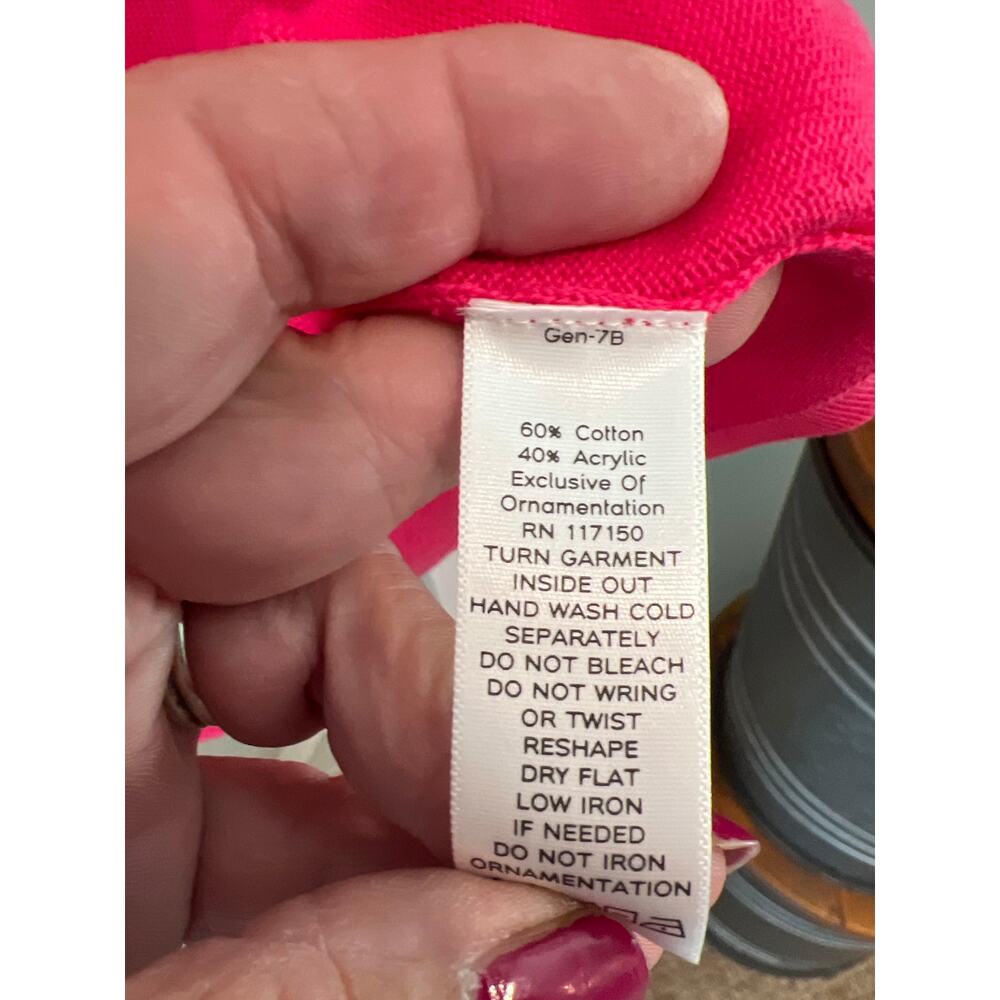 Gen-7B
60% Cotton
40% Acrylic
Exclusive Of
Ornamentation
RN 117150
TURN GARMENT
INSIDE OUT
HAND WASH COLD
SEPARATELY
DO NOT BLEACH
DO NOT WRING
OR TWIST
RESHAPE
DRY FLAT
LOW IRON
IF NEEDED
DO NOT IRON
ORNAMENTATION